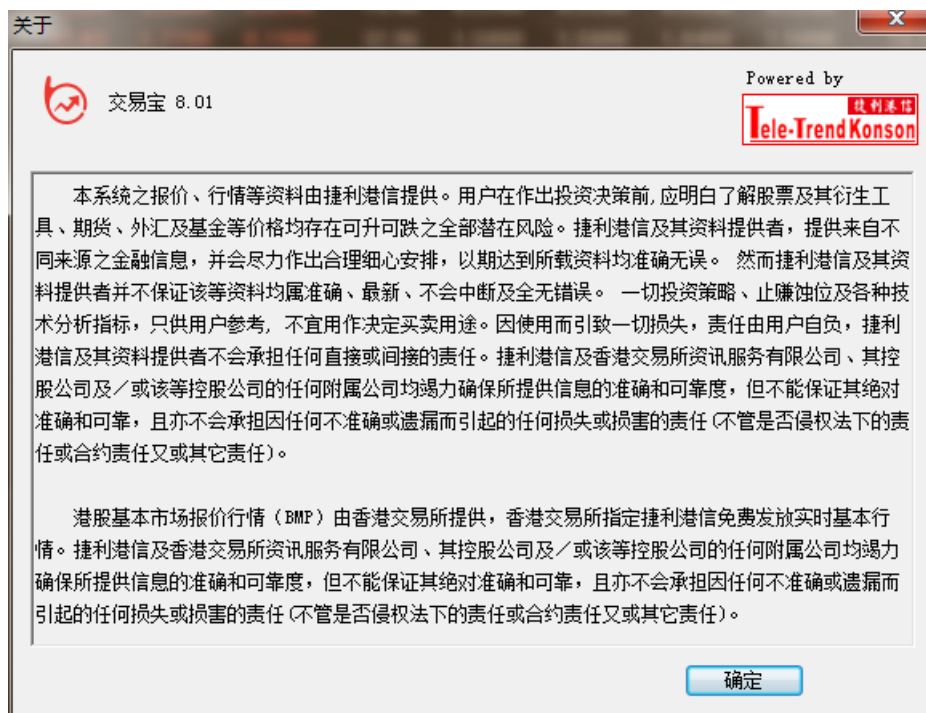 关于
交易宝 8.01
Powered by
捷利港信
Tele-Trend Konson
本系统之报价、行情等资料由捷利港信提供。用户在作出投资决策前,应明白了解股票及其衍生工
具、期货、外汇及基金等价格均存在可升可跌之全部潜在风险。捷利港信及其资料提供者，提供来自不
同来源之金融信息，并会尽力作出合理细心安排，以期达到所载资料均准确无误。 然而捷利港信及其资
料提供者并不保证该等资料均属准确、最新、不会中断及全无错误。 一切投资策略、止赚蚀位及各种技
术分析指标，只供用户参考, 不宜用作决定买卖用途。因使用而引致一切损失，责任由用户自负，捷利
港信及其资料提供者不会承担任何直接或间接的责任。捷利港信及香港交易所资讯服务有限公司、其控
股公司及／或该等控股公司的任何附属公司均竭力确保所提供信息的准确和可靠度，但不能保证其绝对
准确和可靠，且亦不会承担因任何不准确或遗漏而引起的任何损失或损害的责任(不管是否侵权法下的责
任或合约责任又或其它责任)。
港股基本市场报价行情（BMP）由香港交易所提供，香港交易所指定捷利港信免费发放实时基本行
情。捷利港信及香港交易所资讯服务有限公司、其控股公司及／或该等控股公司的任何附属公司均竭力
确保所提供信息的准确和可靠度，但不能保证其绝对准确和可靠，且亦不会承担因任何不准确或遗漏而
引起的任何损失或损害的责任(不管是否侵权法下的责任或合约责任又或其它责任)。
确定